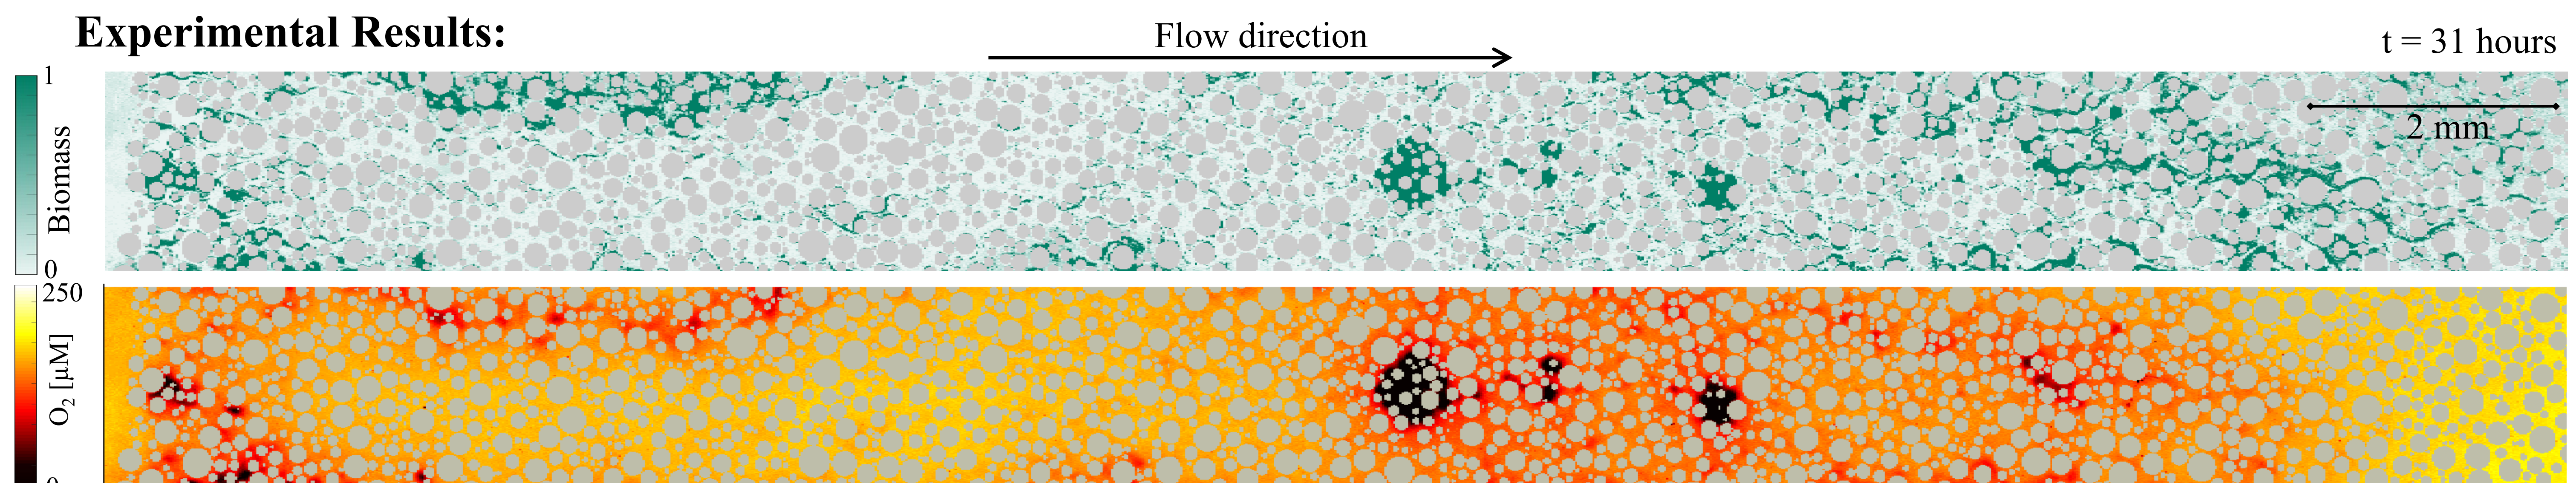 Experimental Results:
Flow direction
t = 31 hours
1
Biomass
0
2 mm
250
O₂ [µM]
0